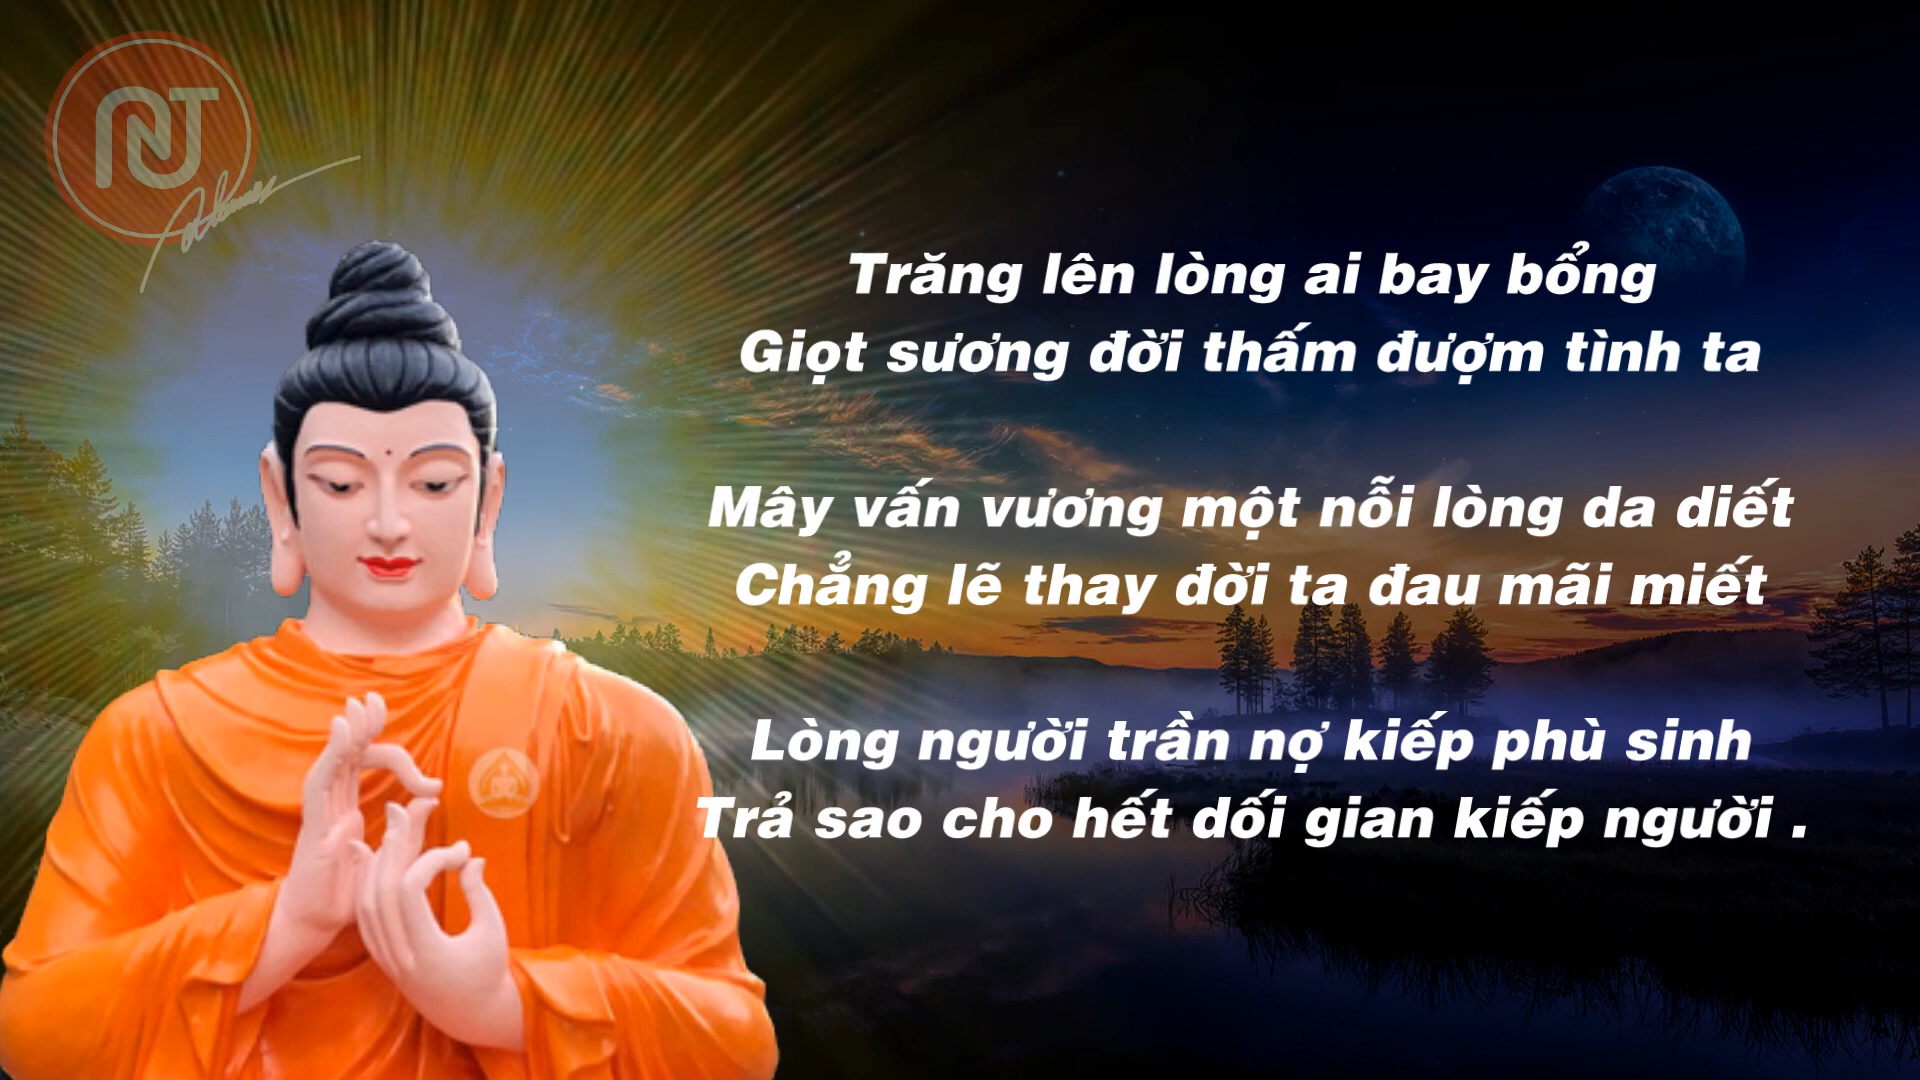 NT
Trăng lên lòng ai bay bổng
Giọt sương đời thấm đượm tình ta
Mây vấn vương một nỗi lòng da diết
Chẳng lẽ thay đời ta đau mãi miết
Lòng người trần nợ kiếp phù sinh
Trả sao cho hết dối gian kiếp người .